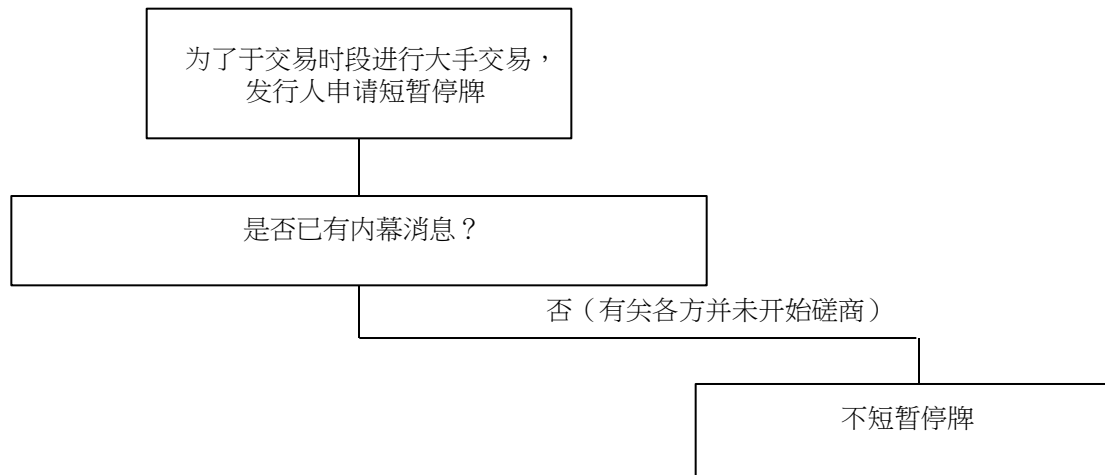 为了于交易时段进行大手交易，
发行人申请短暂停牌
是否已有内幕消息？
否（有关各方并未开始磋商）
不短暂停牌